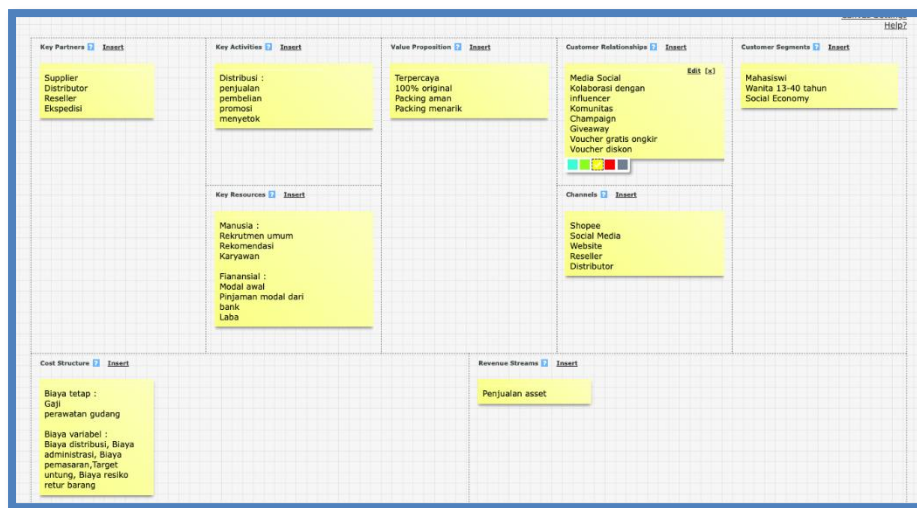 Help?
Key Partners ? Insert
Supplier
Distributor
Reseller
Ekspedisi
Key Activities ? Insert
Distribusi :
penjualan
pembelian
promosi
menyetok
Value Proposition ? Insert
Terpercaya
100% original
Packing aman
Packing menarik
Customer Relationships ? Insert
Edit [x]
Media Social
Kolaborasi dengan
influencer
Komunitas
Champaign
Giveaway
Voucher gratis ongkir
Voucher diskon
Customer Segments ? Insert
Mahasiswi
Wanita 13-40 tahun
Social Economy
Key Resources ? Insert
Manusia :
Rekrutmen umum
Rekomendasi
Karyawan
Fianansial :
Modal awal
Pinjaman modal dari
bank
Laba
Channels ? Insert
Shopee
Social Media
Website
Reseller
Distributor
Cost Structure ? Insert
Biaya tetap :
Gaji
perawatan gudang
Biaya variabel :
Biaya distribusi, Biaya
administrasi, Biaya
pemasaran,Target
untung, Biaya resiko
retur barang
Revenue Streams ? Insert
Penjualan asset